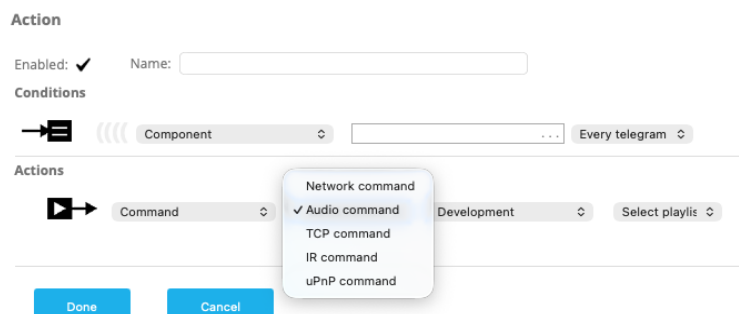 Action
Enabled: ✔ Name:
Conditions
Component ... Every telegram
Actions
Network command
Command ✓ Audio command Development Select playlis
TCP command
IR command
uPnP command
Done Cancel